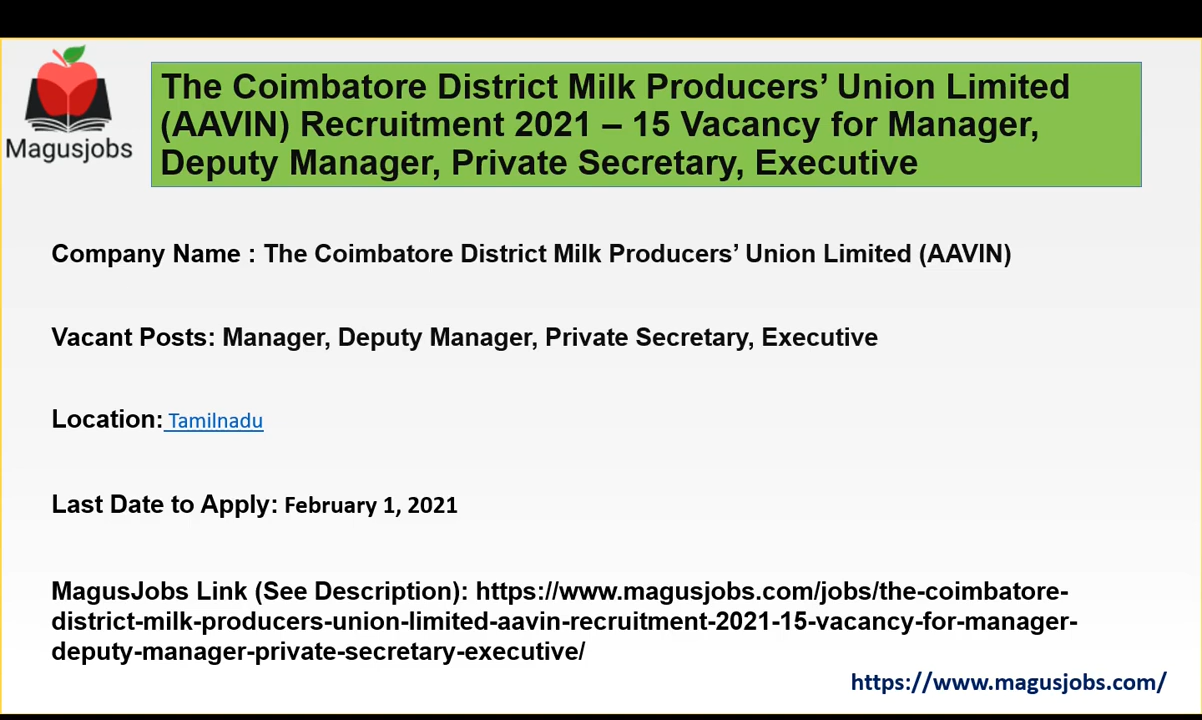 Magusjobs
The Coimbatore District Milk Producers’ Union Limited
(AAVIN) Recruitment 2021 – 15 Vacancy for Manager,
Deputy Manager, Private Secretary, Executive
Company Name : The Coimbatore District Milk Producers’ Union Limited (AAVIN)
Vacant Posts: Manager, Deputy Manager, Private Secretary, Executive
Location: Tamilnadu
Last Date to Apply: February 1, 2021
MagusJobs Link (See Description): https://www.magusjobs.com/jobs/the-coimbatore-
district-milk-producers-union-limited-aavin-recruitment-2021-15-vacancy-for-manager-
deputy-manager-private-secretary-executive/
https://www.magusjobs.com/